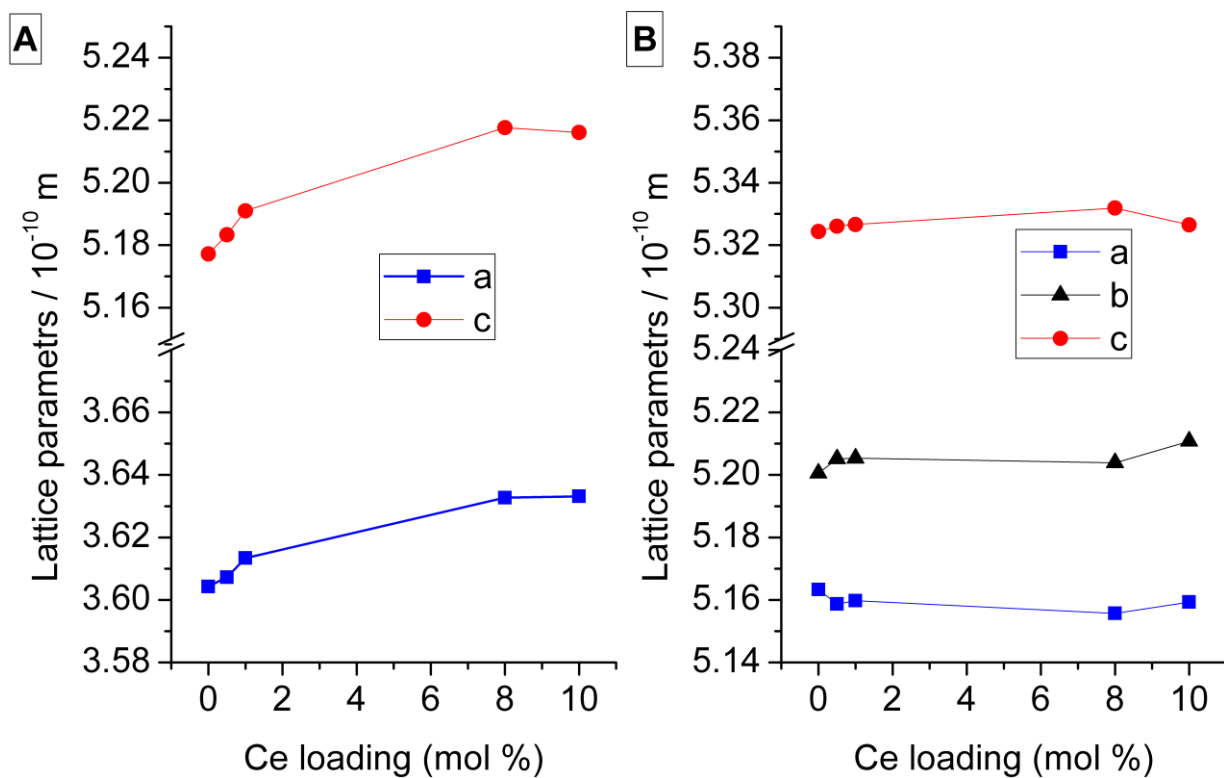 A
Lattice parametrs / 10⁻¹⁰ m
5.24
5.22
5.20
5.18
5.16
3.66
3.64
3.62
3.60
3.58
a
c
0 2 4 6 8 10
Ce loading (mol %)
B
Lattice parametrs / 10⁻¹⁰ m
5.38
5.36
5.34
5.32
5.30
5.24
5.22
5.20
5.18
5.16
5.14
a
b
c
0 2 4 6 8 10
Ce loading (mol %)